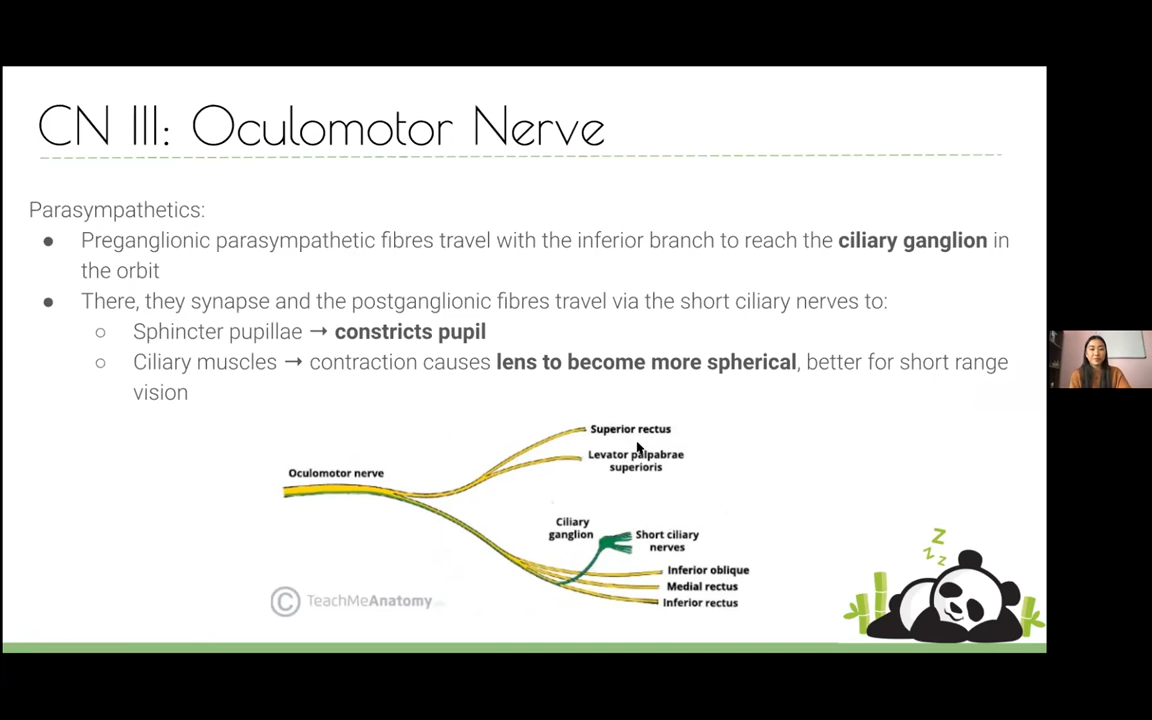 CN III: Oculomotor Nerve
Parasympathetics:
● Preganglionic parasympathetic fibres travel with the inferior branch to reach the ciliary ganglion in
the orbit
● There, they synapse and the postganglionic fibres travel via the short ciliary nerves to:
○ Sphincter pupillae → constricts pupil
○ Ciliary muscles → contraction causes lens to become more spherical, better for short range
vision
Superior rectus
Levator palpabrae
superioris
Oculomotor nerve
Ciliary
ganglion
Short ciliary
nerves
Inferior oblique
Medial rectus
Inferior rectus
© TeachMeAnatomy
Z
Z
Z